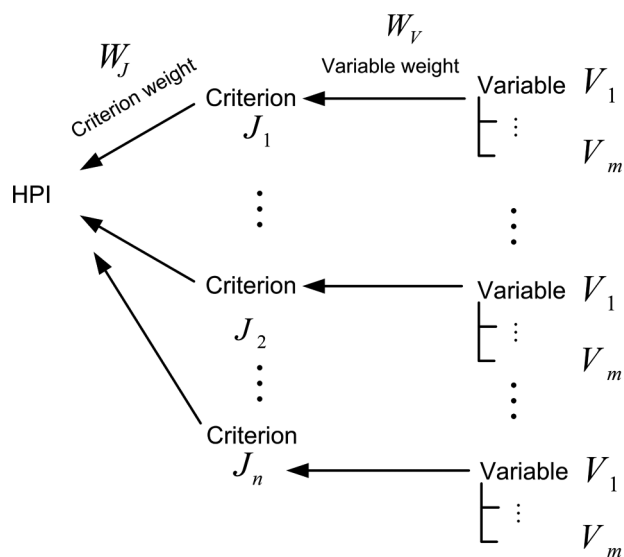 W_J
Criterion weight
W_V
Variable weight
Criterion
J_1
Variable V_1
⋮
V_m
HPI
⋮ ⋮
Criterion
J_2
Variable V_1
⋮
V_m
⋮ ⋮
Criterion
J_n
Variable V_1
⋮
V_m